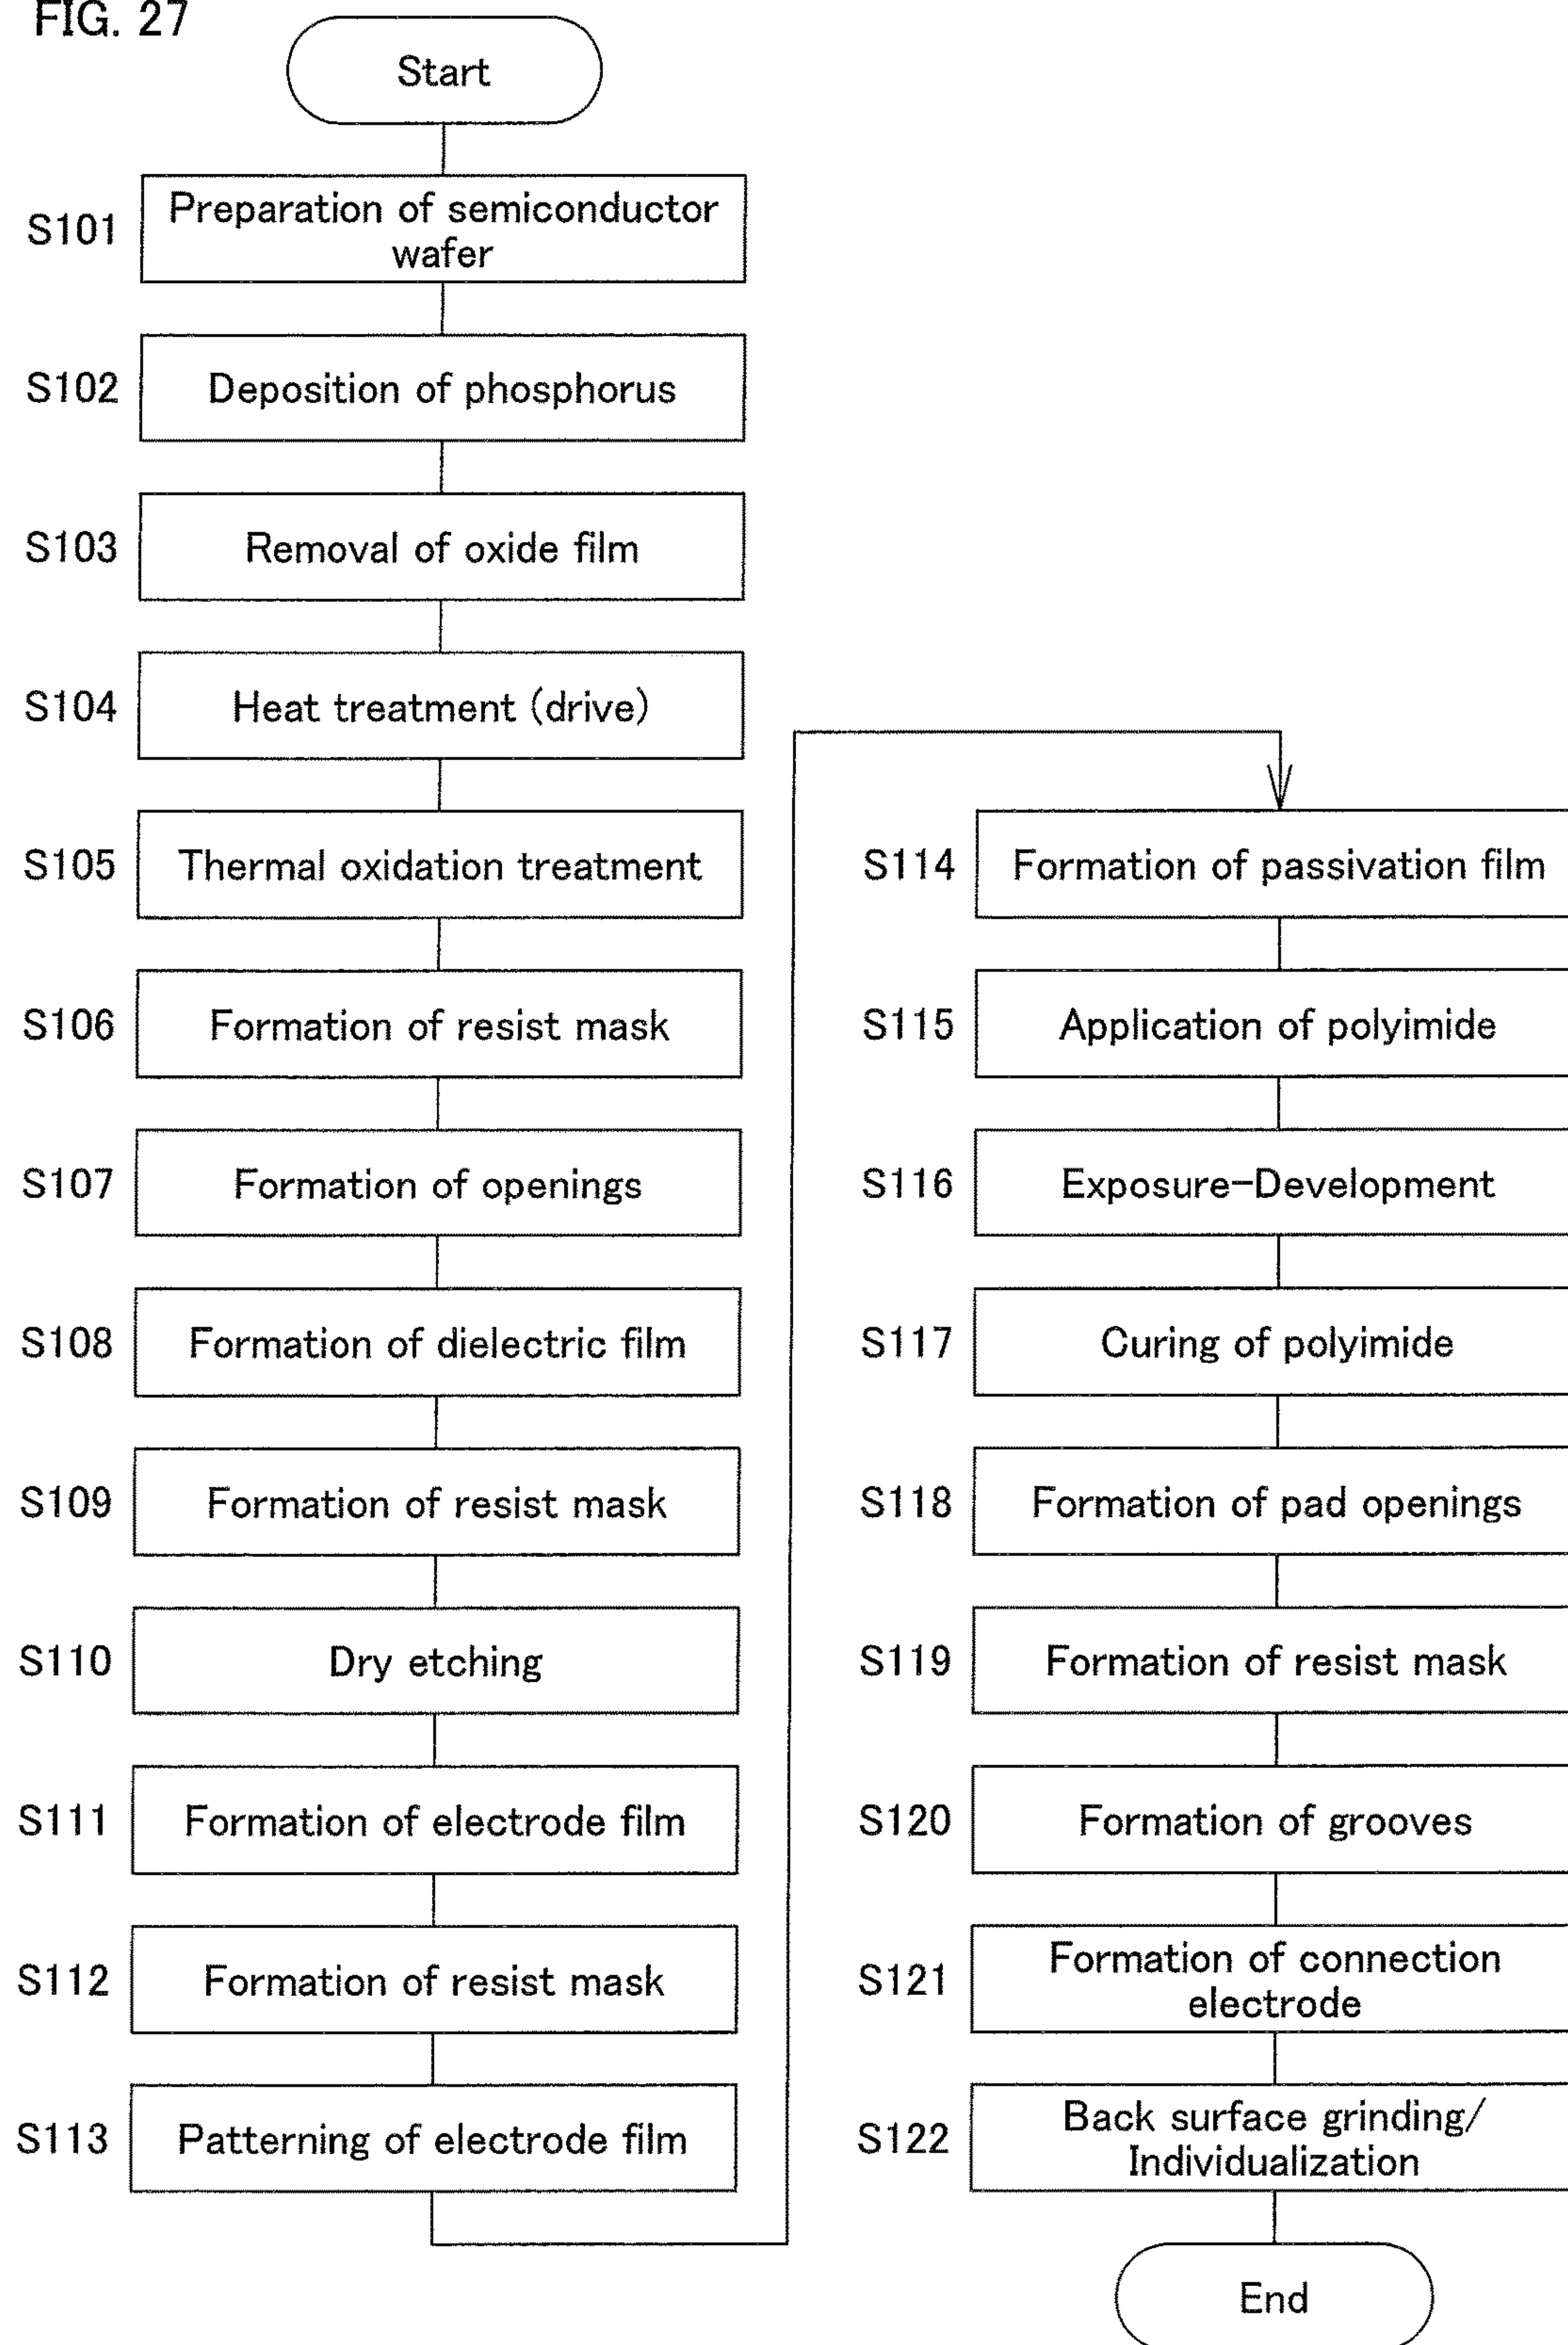 FIG. 27
Start
S101
Preparation of semiconductor
wafer
S102
Deposition of phosphorus
S103
Removal of oxide film
S104
Heat treatment (drive)
S105
Thermal oxidation treatment
S106
Formation of resist mask
S107
Formation of openings
S108
Formation of dielectric film
S109
Formation of resist mask
S110
Dry etching
S111
Formation of electrode film
S112
Formation of resist mask
S113
Patterning of electrode film
S114
Formation of passivation film
S115
Application of polyimide
S116
Exposure-Development
S117
Curing of polyimide
S118
Formation of pad openings
S119
Formation of resist mask
S120
Formation of grooves
S121
Formation of connection
electrode
S122
Back surface grinding/
Individualization
End